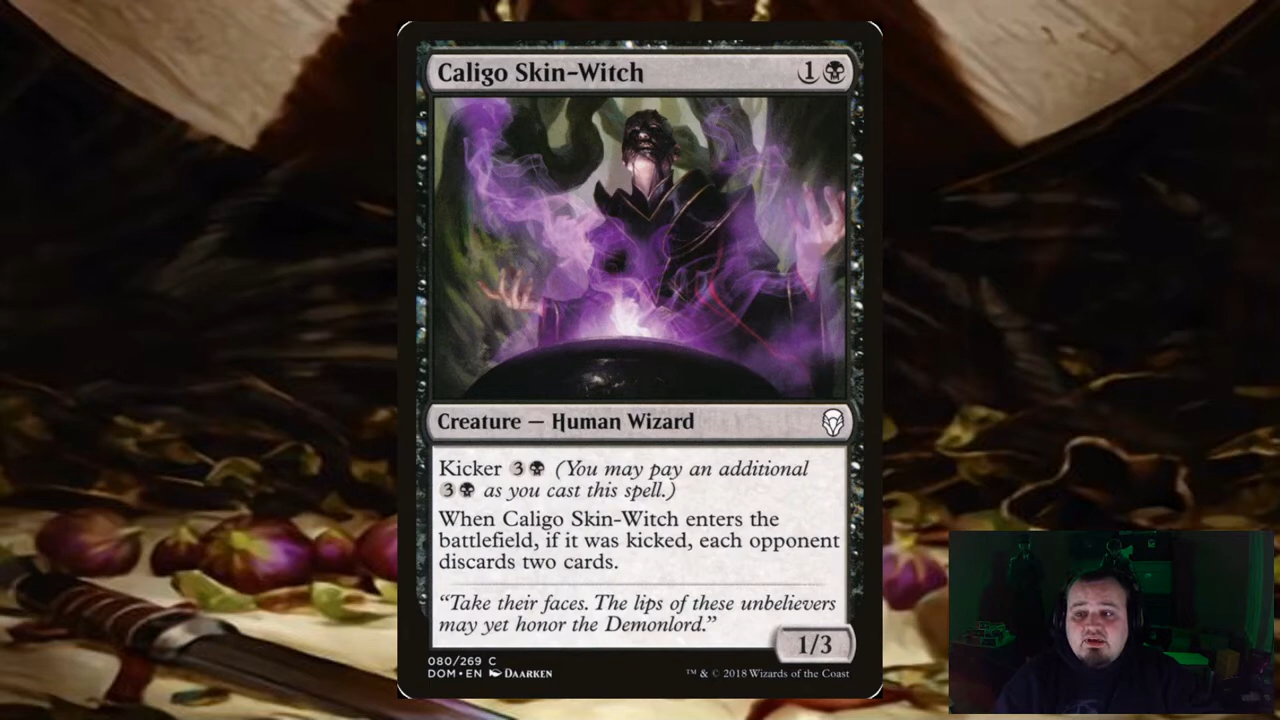 Caligo Skin-Witch 1
Creature — Human Wizard
Kicker 3 (You may pay an additional
3 as you cast this spell.)
When Caligo Skin-Witch enters the
battlefield, if it was kicked, each opponent
discards two cards.
“Take their faces. The lips of these unbelievers
may yet honor the Demonlord.”
1/3
080/269 C
DOM • EN DAARKEN ™ & © 2018 Wizards of the Coast